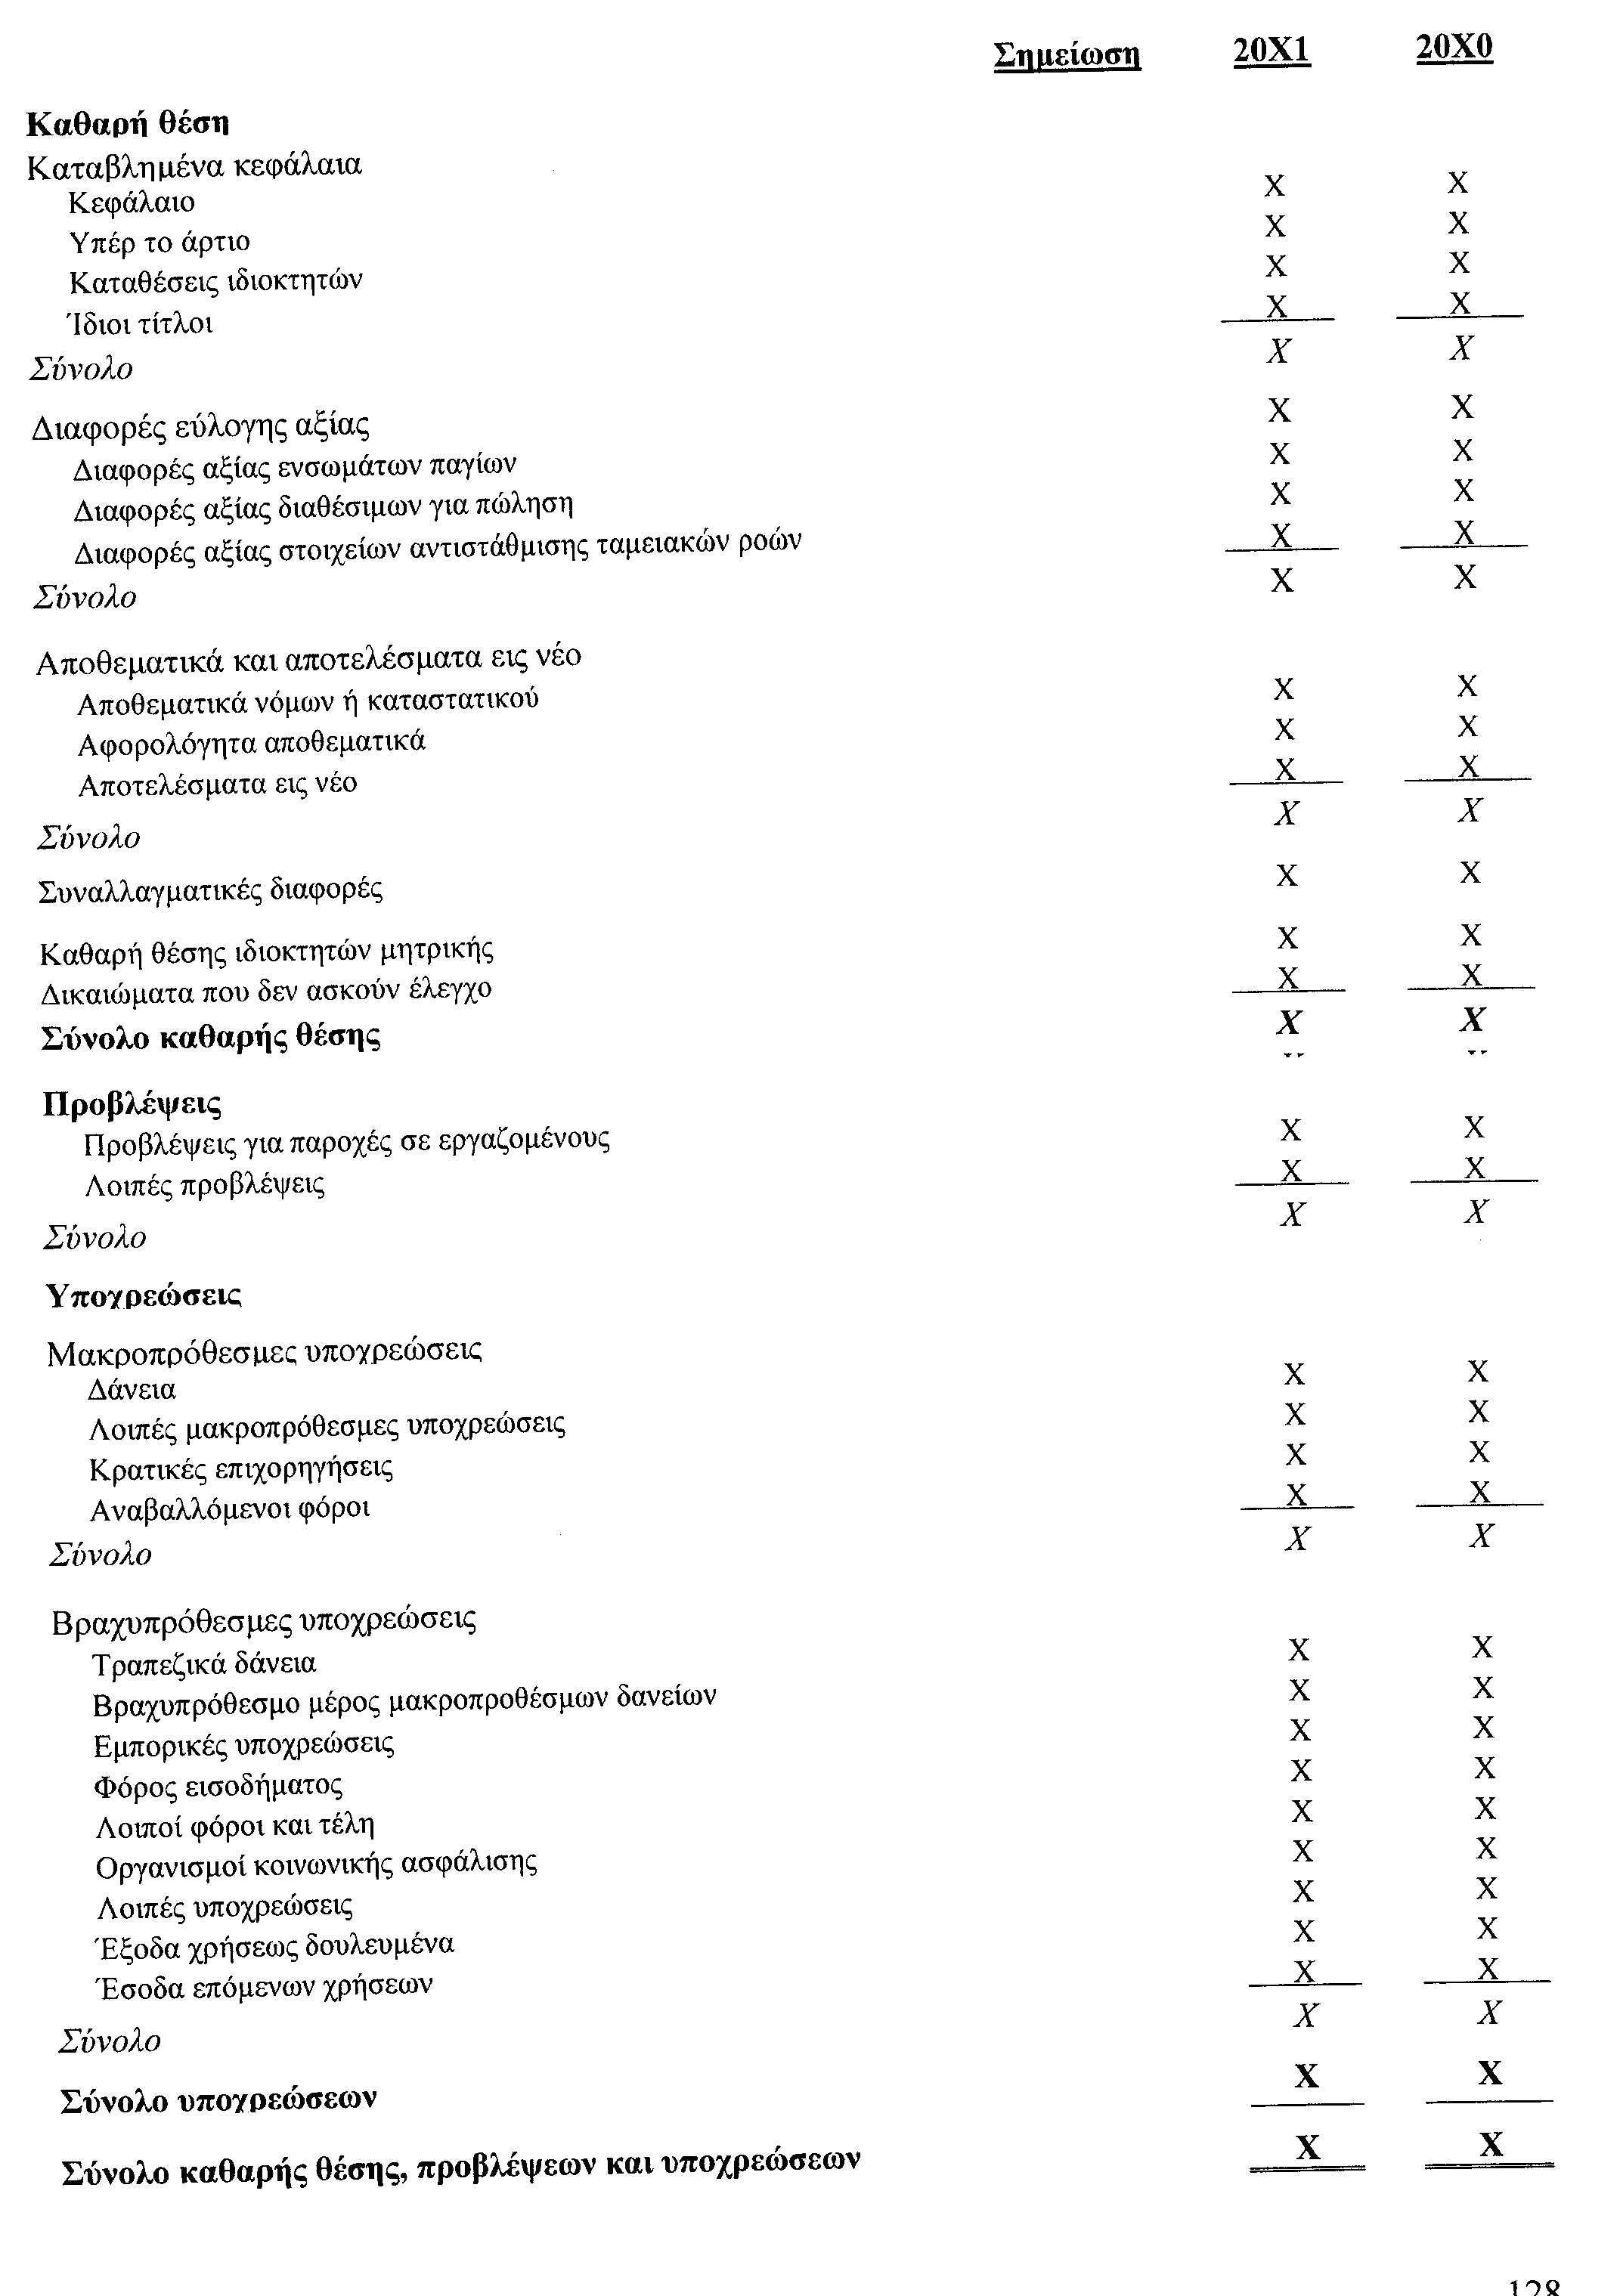 Σημείωση 20X1 20X0
Καθαρή θέση
Καταβλημένα κεφάλαια
Κεφάλαιο X X
Υπέρ το άρτιο X X
Καταθέσεις ιδιοκτητών X X
Ίδιοι τίτλοι X X
Σύνολο X X
Διαφορές εύλογης αξίας X X
Διαφορές αξίας ενσωμάτων παγίων X X
Διαφορές αξίας διαθέσιμων για πώληση X X
Διαφορές αξίας στοιχείων αντιστάθμισης ταμειακών ροών X X
Σύνολο X X
Αποθεματικά και αποτελέσματα εις νέο
Αποθεματικά νόμων ή καταστατικού X X
Αφορολόγητα αποθεματικά X X
Αποτελέσματα εις νέο X X
Σύνολο X X
Συναλλαγματικές διαφορές X X
Καθαρή θέσης ιδιοκτητών μητρικής X X
Δικαιώματα που δεν ασκούν έλεγχο X X
Σύνολο καθαρής θέσης X X
Προβλέψεις
Προβλέψεις για παροχές σε εργαζομένους X X
Λοιπές προβλέψεις X X
Σύνολο X X
Υποχρεώσεις
Μακροπρόθεσμες υποχρεώσεις
Δάνεια X X
Λοιπές μακροπρόθεσμες υποχρεώσεις X X
Κρατικές επιχορηγήσεις X X
Αναβαλλόμενοι φόροι X X
Σύνολο X X
Βραχυπρόθεσμες υποχρεώσεις
Τραπεζικά δάνεια X X
Βραχυπρόθεσμο μέρος μακροπροθέσμων δανείων X X
Εμπορικές υποχρεώσεις X X
Φόρος εισοδήματος X X
Λοιποί φόροι και τέλη X X
Οργανισμοί κοινωνικής ασφάλισης X X
Λοιπές υποχρεώσεις X X
Έξοδα χρήσεως δουλευμένα X X
Έσοδα επόμενων χρήσεων X X
Σύνολο X X
Σύνολο υποχρεώσεων X X
Σύνολο καθαρής θέσης, προβλέψεων και υποχρεώσεων X X
128